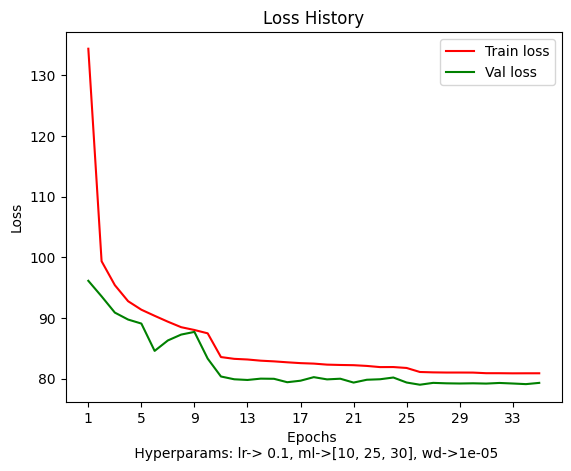 Loss History
Train loss
Val loss
130
120
110
100
90
80
Loss
1 5 9 13 17 21 25 29 33
Epochs
Hyperparams: lr-> 0.1, ml->[10, 25, 30], wd->1e-05